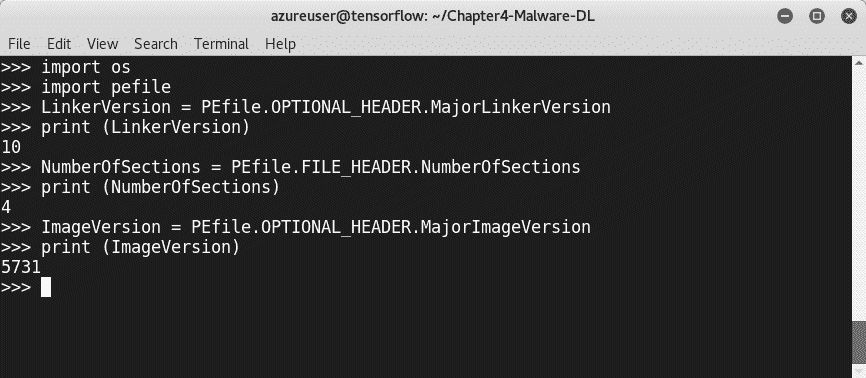 azureuser@tensorflow: ~/Chapter4-Malware-DL
File Edit View Search Terminal Help
>>> import os
>>> import pefile
>>> LinkerVersion = PEfile.OPTIONAL_HEADER.MajorLinkerVersion
>>> print (LinkerVersion)
10
>>> NumberOfSections = PEfile.FILE_HEADER.NumberOfSections
>>> print (NumberOfSections)
4
>>> ImageVersion = PEfile.OPTIONAL_HEADER.MajorImageVersion
>>> print (ImageVersion)
5731
>>>